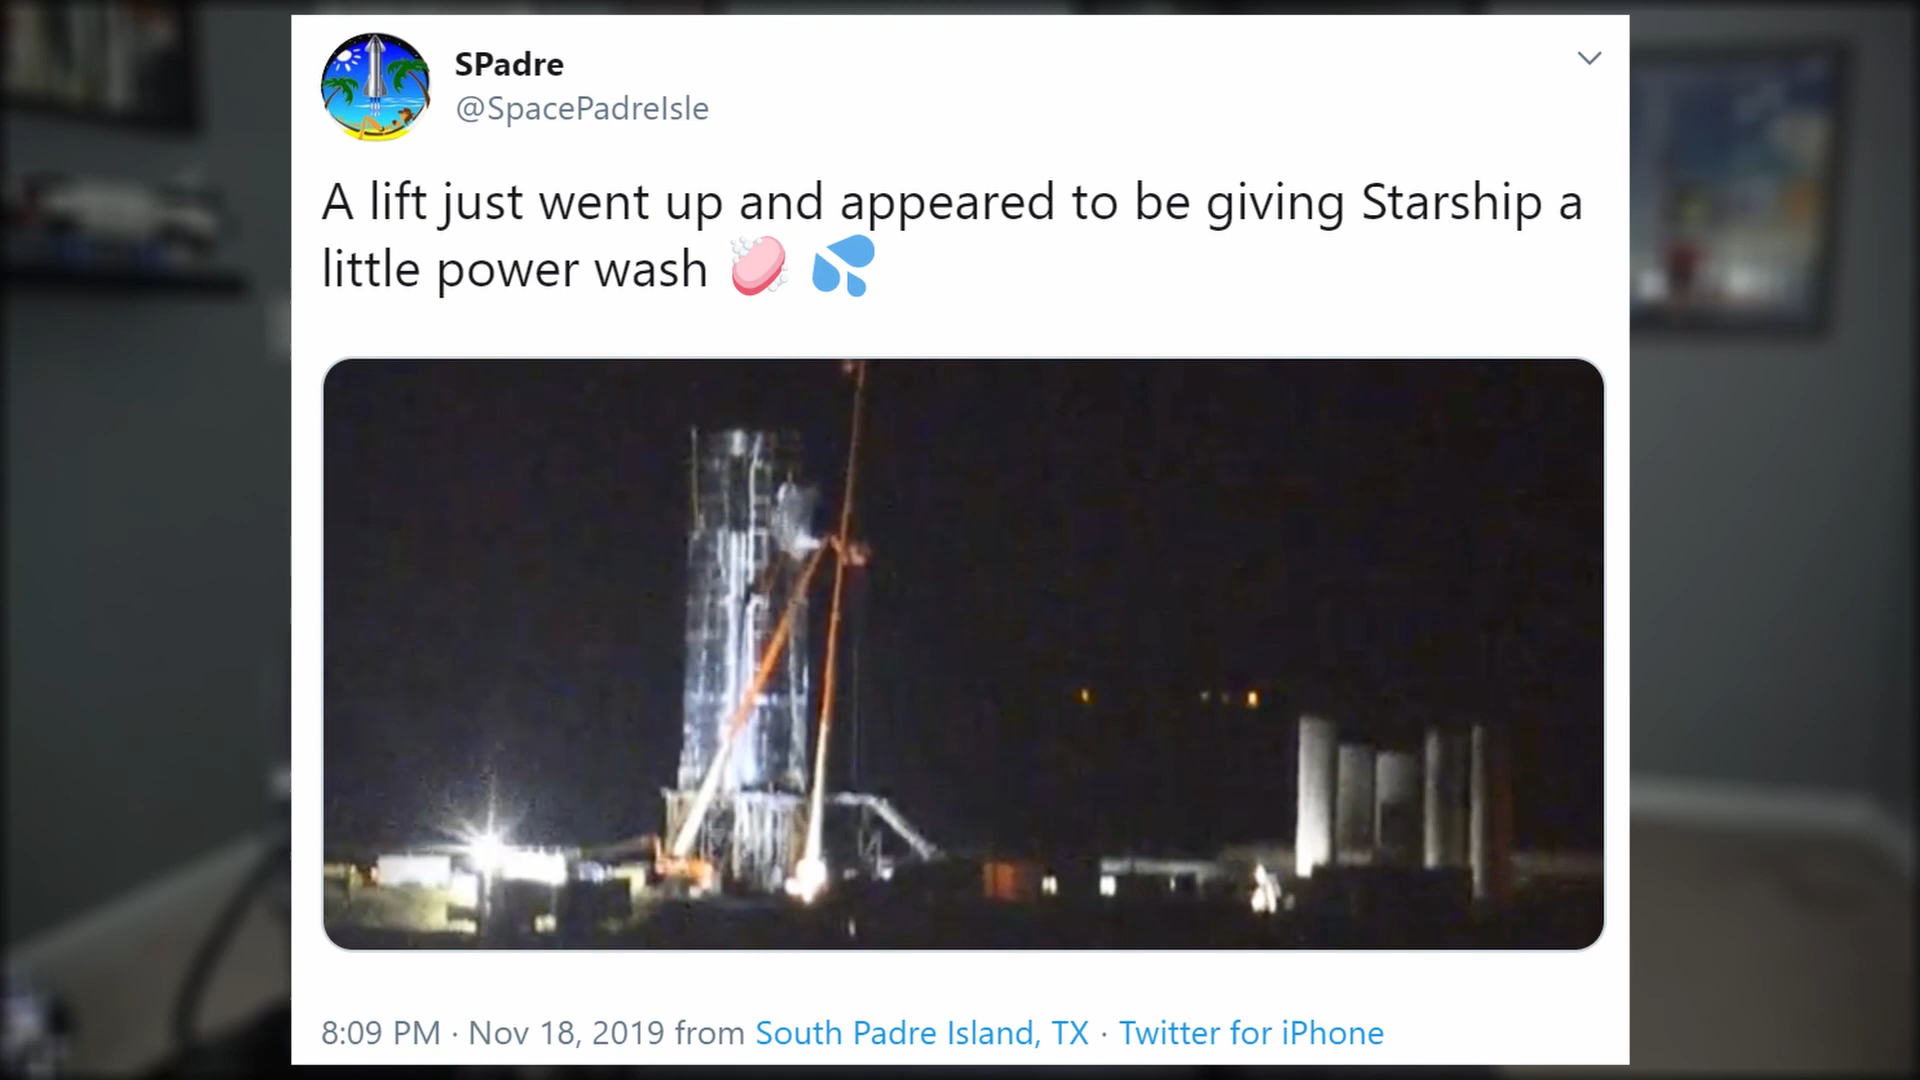 SPadre
@SpacePadreIsle
A lift just went up and appeared to be giving Starship a
little power wash 🧼 💦
8:09 PM · Nov 18, 2019 from South Padre Island, TX · Twitter for iPhone